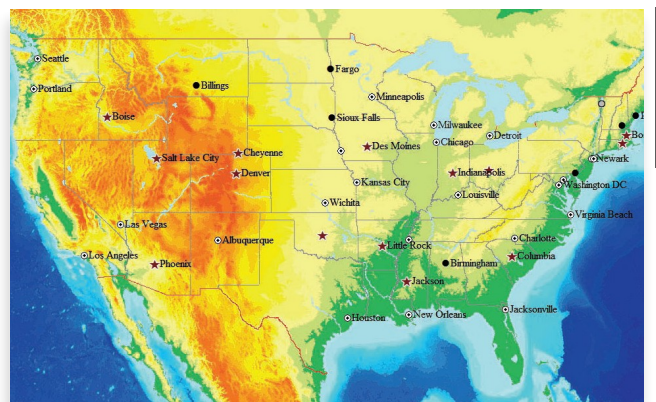 Seattle
Portland
Fargo
Billings
Minneapolis
Boise
Sioux Falls
Milwaukee
Detroit
Chicago
Des Moines
Salt Lake City
Cheyenne
Newark
Denver
Indianapolis
Kansas City
Washington DC
Louisville
Wichita
Virginia Beach
Las Vegas
Albuquerque
Charlotte
Little Rock
Los Angeles
Columbia
Phoenix
Birmingham
Jackson
Jacksonville
Houston
New Orleans